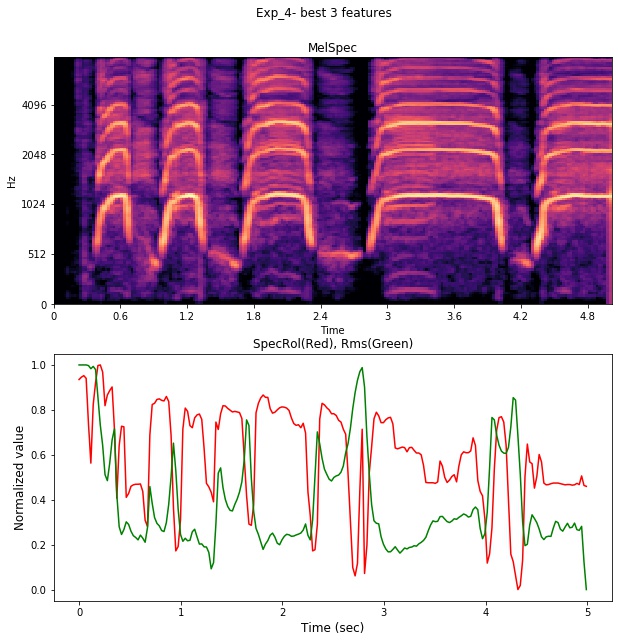 Exp_4- best 3 features
MelSpec
4096
2048
1024
512
0
Hz
0 0.6 1.2 1.8 2.4 3 3.6 4.2 4.8
Time
SpecRol(Red), Rms(Green)
1.0
0.8
0.6
0.4
0.2
0.0
Normalized value
0 1 2 3 4 5
Time (sec)